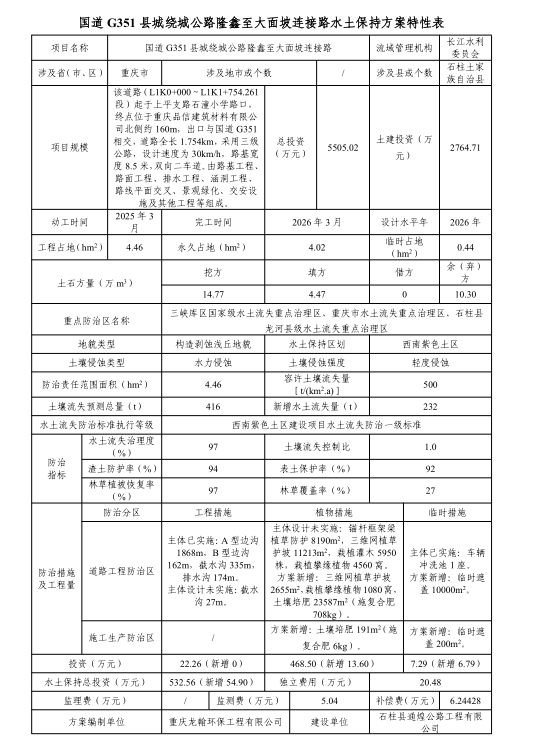 国道 G351 县城绕城公路隆鑫至大面坡连接路水土保持方案特性表
项目名称 国道 G351 县城绕城公路隆鑫至大面坡连接路 流域管理机构 长江水利委员会
涉及省（市、区） 重庆市 涉及地市或个数 / 涉及县或个数 石柱土家族自治县
项目规模
该道路（L1K0+000～L1K1+754.261
段）起于上平支路石潼小学路口，
终点位于重庆品信建筑材料有限公
司北侧约 160m，出口与国道 G351
相交，道路全长 1.754km，采用三级
公路，设计速度为 30km/h，路基宽
度 8.5 米，双向二车道。由路基工程、
路面工程、排水工程、涵洞工程、
路线平面交叉、景观绿化、交安设
施及其他工程等组成。
总投资（万元） 5505.02 土建投资（万元） 2764.71
动工时间 2025 年 3 月 完工时间 2026 年 3 月 设计水平年 2026 年
工程占地（hm²） 4.46 永久占地（hm²） 4.02 临时占地（hm²） 0.44
土石方量（万 m³） 挖方 填方 借方 余（弃）方
14.77 4.47 0 10.30
重点防治区名称 三峡库区国家级水土流失重点治理区、重庆市水土流失重点治理区、石柱县
龙河县级水土流失重点治理区
地貌类型 构造剥蚀浅丘地貌 水土保持区划 西南紫色土区
土壤侵蚀类型 水力侵蚀 土壤侵蚀强度 轻度侵蚀
防治责任范围面积（hm²） 4.46 容许土壤流失量[t/(km².a)] 500
土壤流失预测总量（t） 416 新增水土流失量（t） 232
水土流失防治标准执行等级 西南紫色土区建设项目水土流失防治一级标准
防治指标 水土流失治理度（%） 97 土壤流失控制比 1.0
渣土防护率（%） 94 表土保护率（%） 92
林草植被恢复率（%） 97 林草覆盖率（%） 27
防治措施及工程量 防治分区 工程措施 植物措施 临时措施
道路工程防治区
主体已实施：A 型边沟
1868m，B 型边沟
162m，截水沟 335m，
排水沟 174m。
主体设计未实施：截水
沟 27m。
主体设计未实施：锚杆框架梁
植草防护 8190m²，三维网植草
护坡 11213m²，栽植灌木 5950
株，栽植攀缘植物 4560 窝。
方案新增：三维网植草护坡
2655m²，栽植攀缘植物 1080 窝，
土壤培肥 23587m²（施复合肥
708kg）。
主体已实施：车辆
冲洗池 1 座。
方案新增：临时遮
盖 10000m²。
施工生产防治区 / 方案新增：土壤培肥 191m²（施
复合肥 6kg）。
方案新增：临时遮
盖 200m²。
投资（万元） 22.26（新增 0） 468.50（新增 13.60） 7.29（新增 6.79）
水土保持总投资（万元） 532.56（新增 54.90） 独立费用（万元） 20.48
监理费（万元） / 监测费（万元） 5.04 补偿费(万元） 6.24428
方案编制单位 重庆龙翰环保工程有限公司 建设单位 石柱县通煌公路工程有限公司